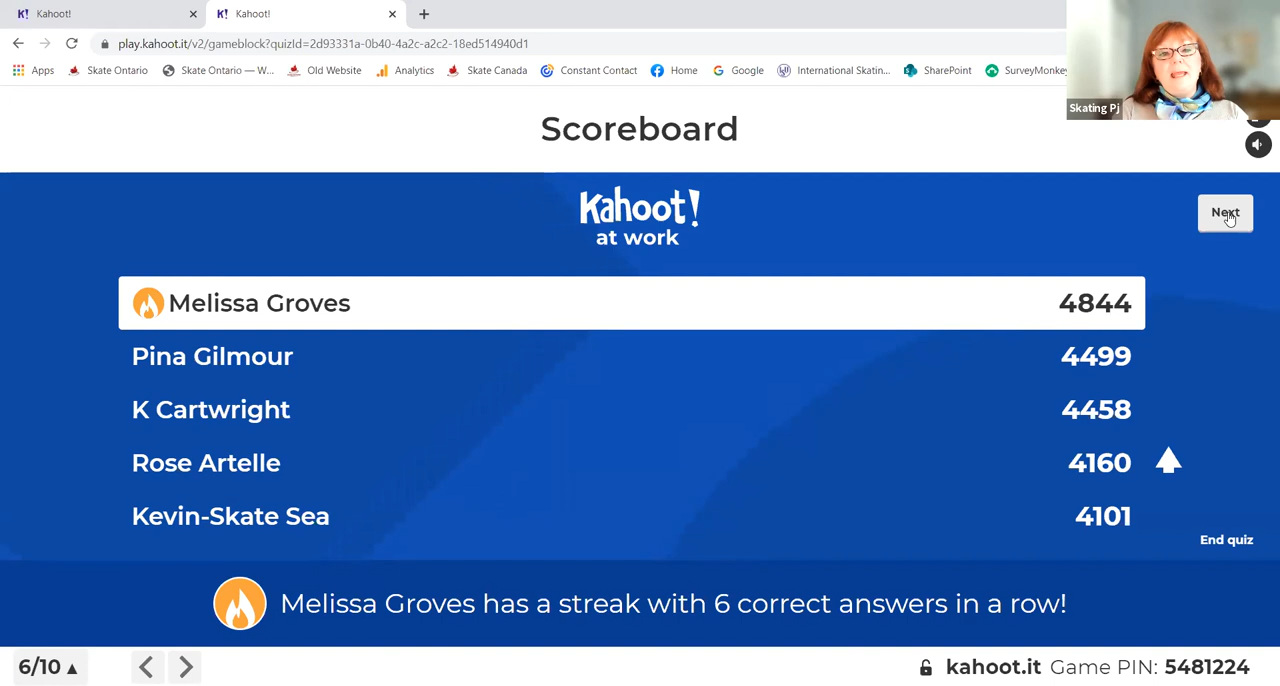 Kahoot!
Kahoot!
play.kahoot.it/v2/gameblock?quizId=2d93331a-0b40-4a2c-a2c2-18ed514940d1
Apps Skate Ontario Skate Ontario — W... Old Website Analytics Skate Canada Constant Contact Home Google International Skatin... SharePoint SurveyMonkey
Skating Pj
Scoreboard
Kahoot!
at work
Next
Melissa Groves 4844
Pina Gilmour 4499
K Cartwright 4458
Rose Artelle 4160
Kevin-Skate Sea 4101
End quiz
Melissa Groves has a streak with 6 correct answers in a row!
6/10 kahoot.it Game PIN: 5481224